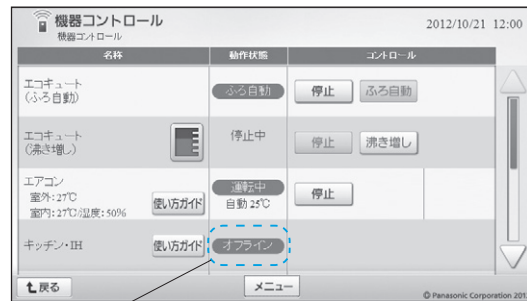 機器コントロール
2012/10/21 12:00
機器コントロール
名称 動作状態 コントロール
エコキュート
(ふろ自動)
ふろ自動 停止 ふろ自動
エコキュート
(沸き増し)
停止中 停止 沸き増し
エアコン
室外:27℃
室内:27℃/湿度:50%
使い方ガイド
運転中
自動 25℃
停止
キッチン・IH 使い方ガイド オフライン
戻る メニュー
© Panasonic Corporation 201